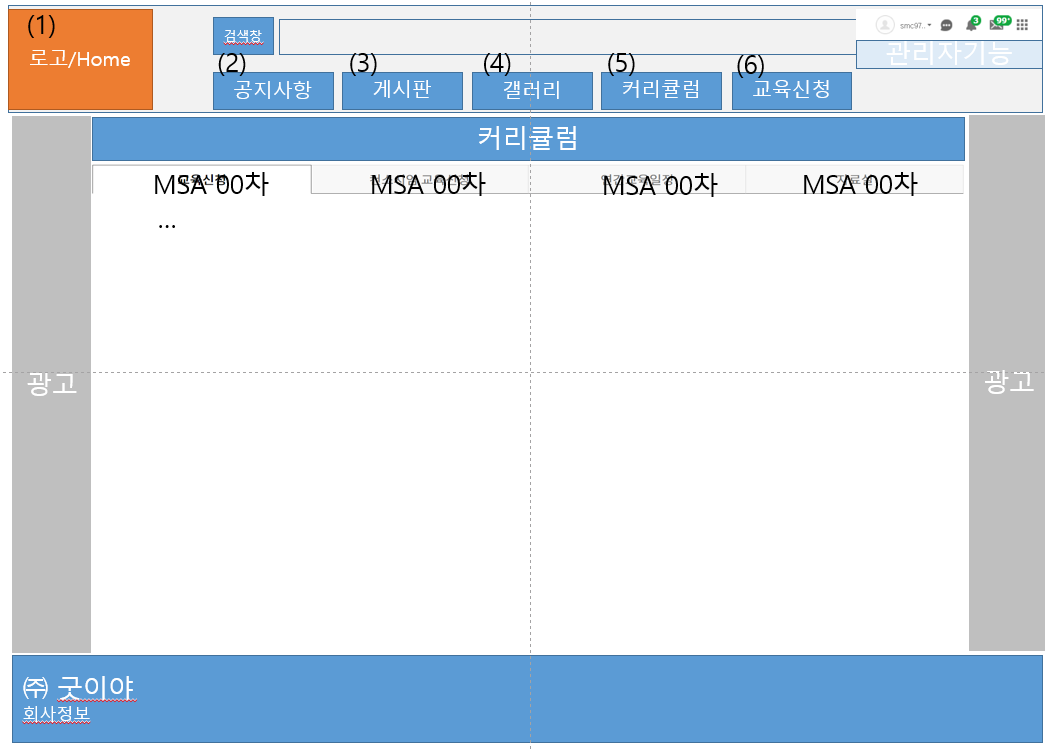 (1)
로고/Home
검색창
smc97..
3
99+
관리자기능
(2)
(3)
(4)
(5)
(6)
공지사항
게시판
갤러리
커리큘럼
교육신청
커리큘럼
MSA 00차
MSA 00차
MSA 00차
MSA 00차
...
광고
광고
㈜ 굿이야
회사정보